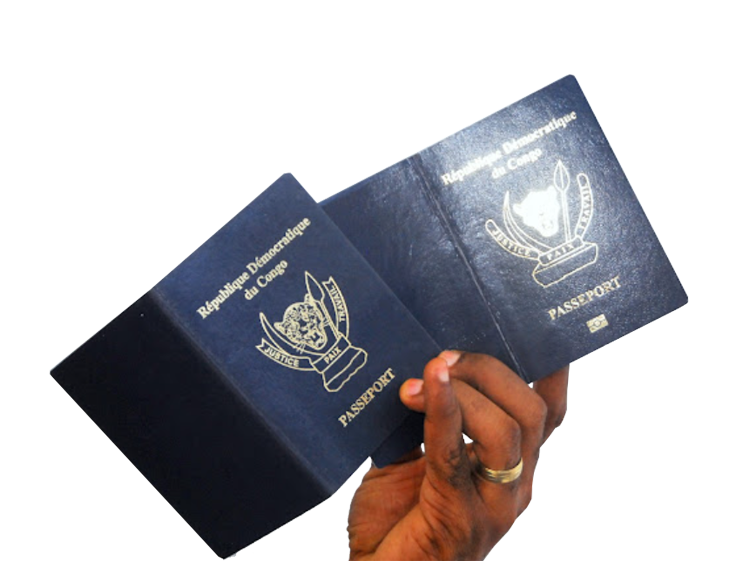 République Démocratique
du Congo
JUSTICE PAIX TRAVAIL
PASSEPORT
République Démocratique
du Congo
JUSTICE PAIX TRAVAIL
PASSEPORT